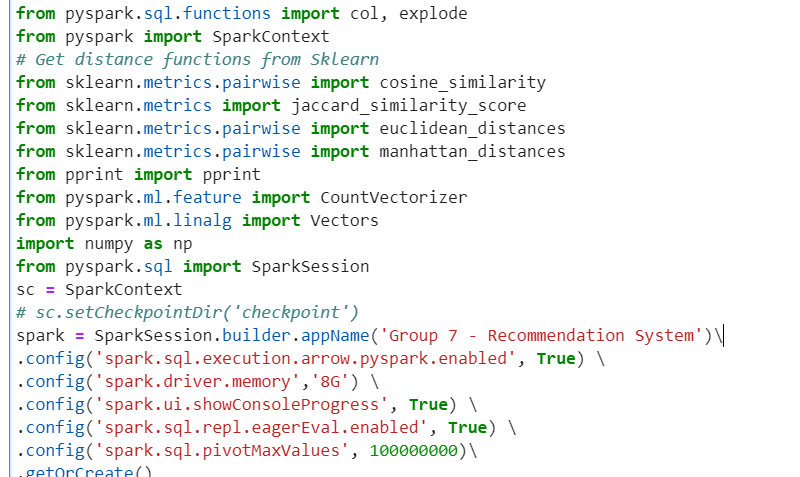 from pyspark.sql.functions import col, explode
from pyspark import SparkContext
# Get distance functions from Sklearn
from sklearn.metrics.pairwise import cosine_similarity
from sklearn.metrics import jaccard_similarity_score
from sklearn.metrics.pairwise import euclidean_distances
from sklearn.metrics.pairwise import manhattan_distances
from pprint import pprint
from pyspark.ml.feature import CountVectorizer
from pyspark.ml.linalg import Vectors
import numpy as np
from pyspark.sql import SparkSession
sc = SparkContext
# sc.setCheckpointDir('checkpoint')
spark = SparkSession.builder.appName('Group 7 - Recommendation System')\
.config('spark.sql.execution.arrow.pyspark.enabled', True) \
.config('spark.driver.memory','8G') \
.config('spark.ui.showConsoleProgress', True) \
.config('spark.sql.repl.eagerEval.enabled', True) \
.config('spark.sql.pivotMaxValues', 100000000)\
.getOrCreate()